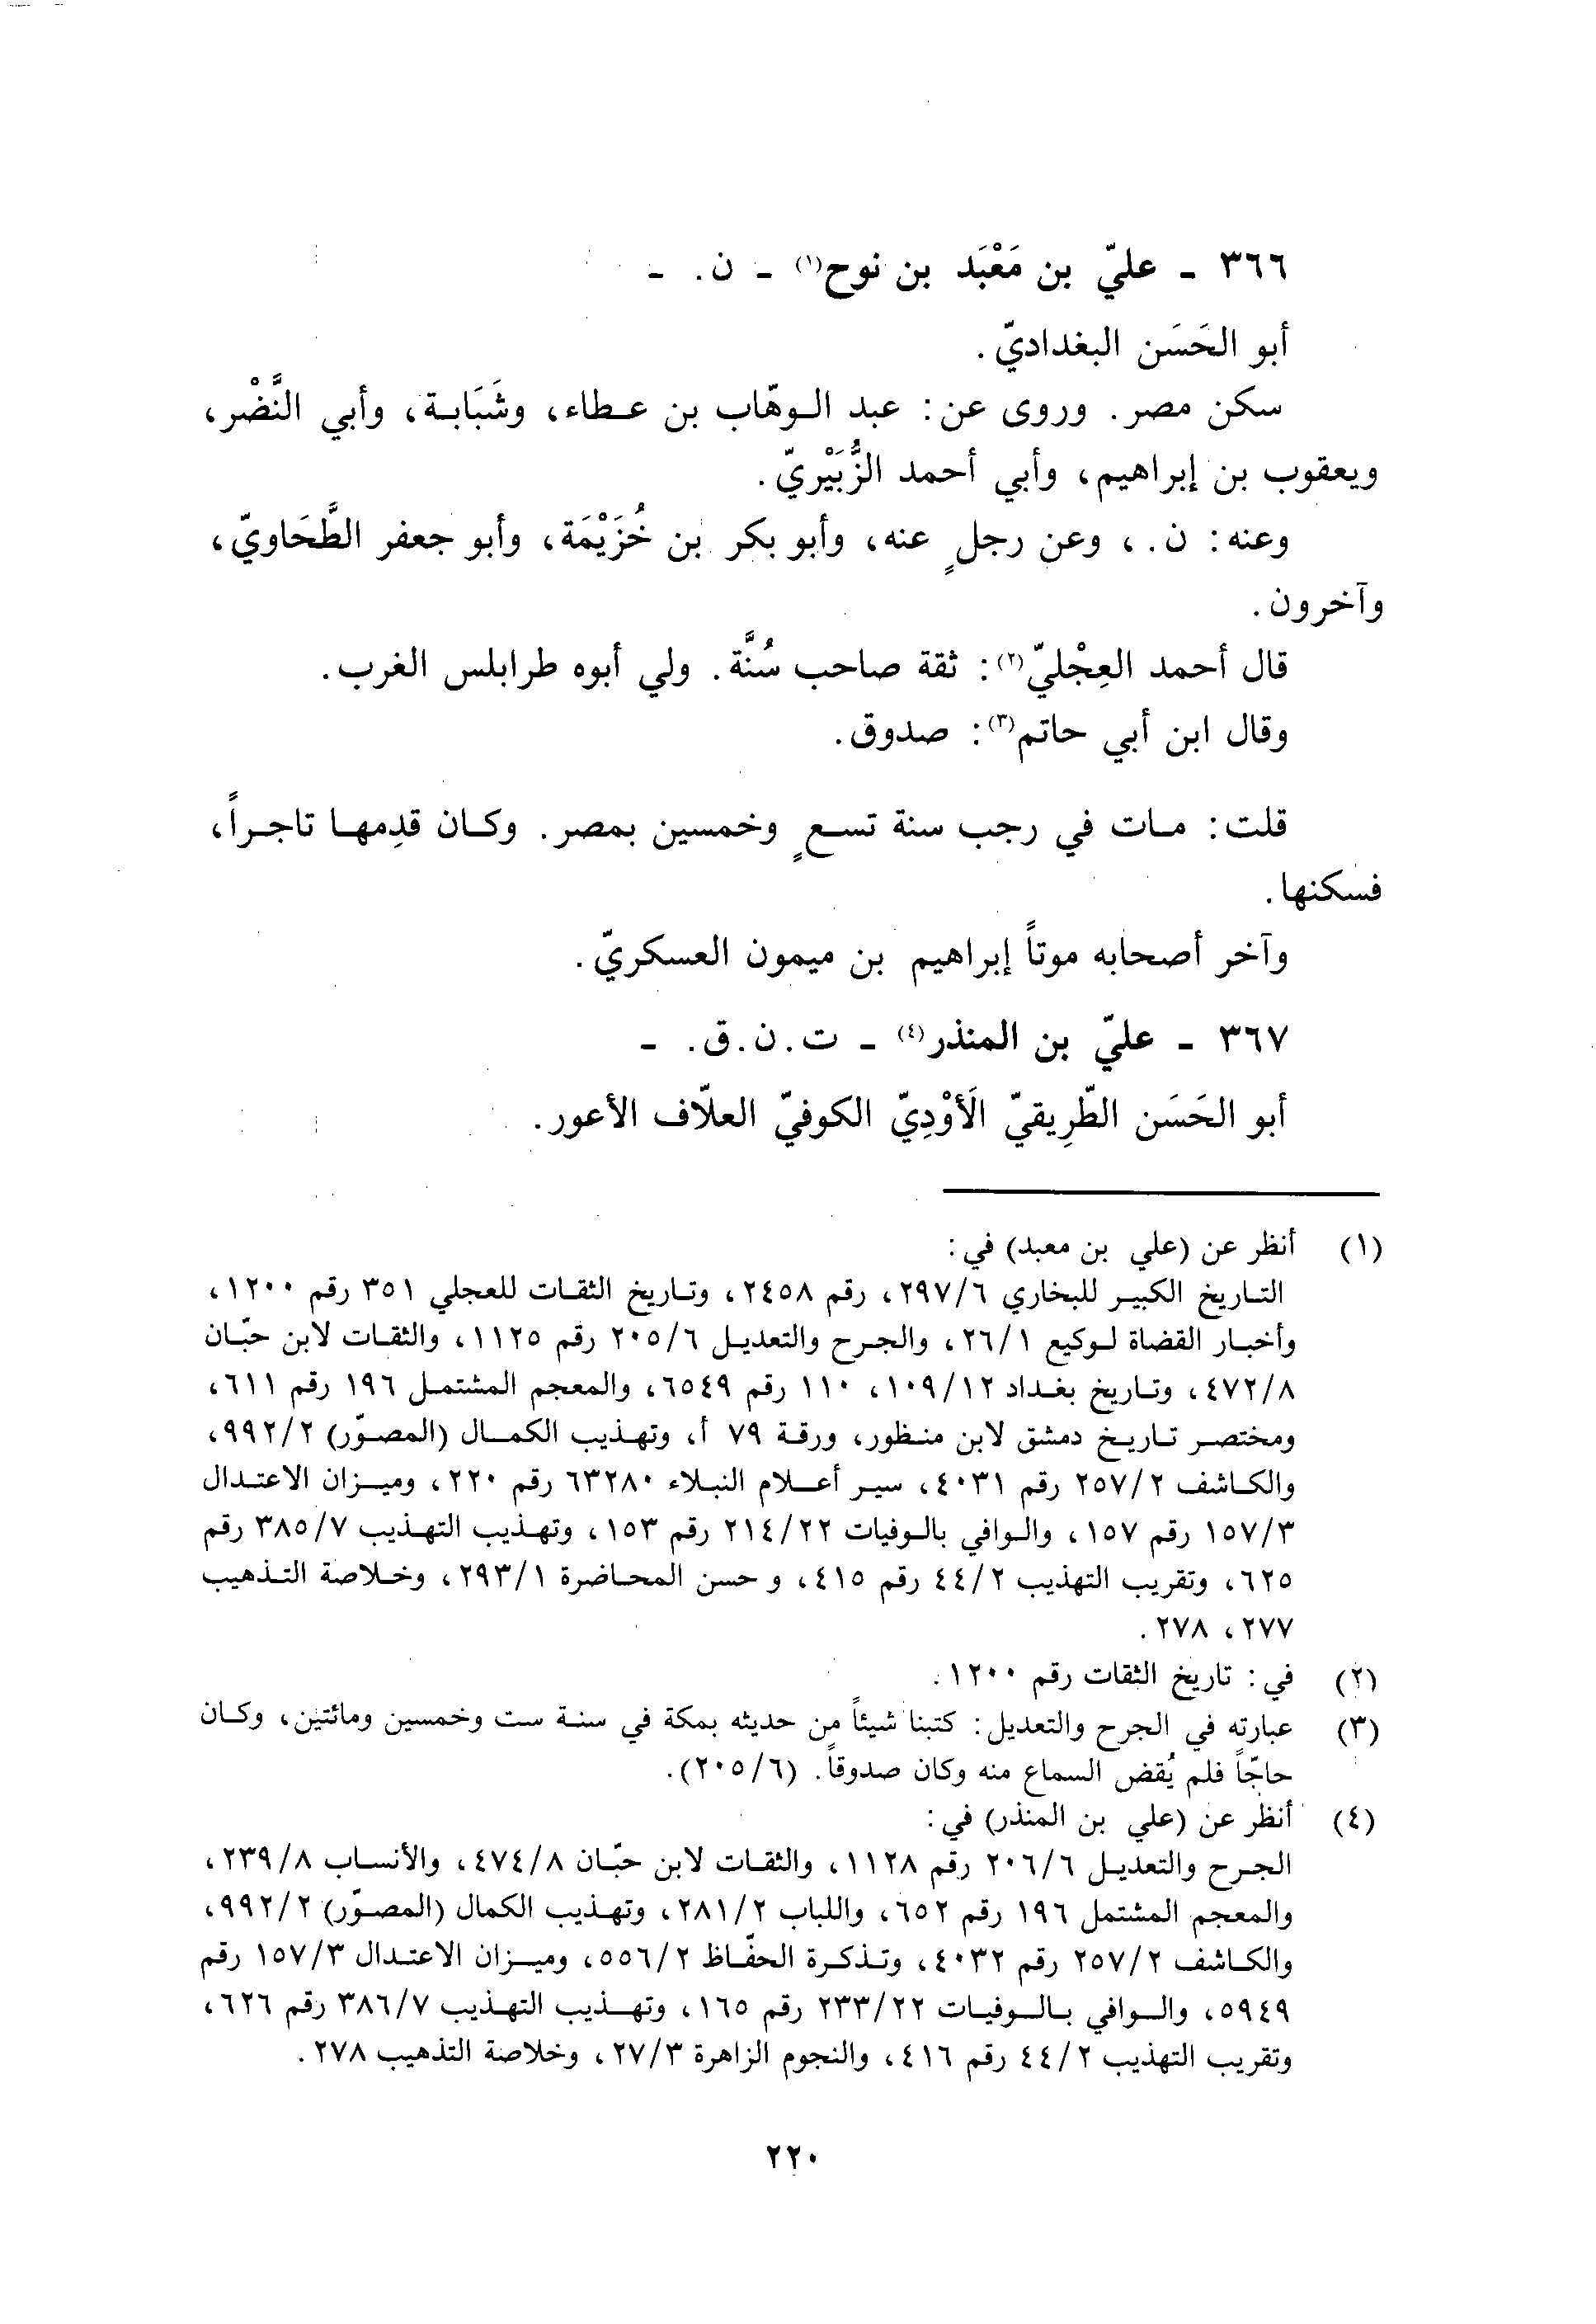 ٣٦٦ - عليّ بن مَعْبَد بن نوح(١) - ن. -
أبو الحَسَن البغداديّ.
سكن مصر. وروى عن: عبد الوهّاب بن عطاء، وشَبَابة، وأبي النَّضْر،
ويعقوب بن إبراهيم، وأبي أحمد الزُّبَيْريّ.
وعنه: ن.، وعن رجلٍ عنه، وأبو بكر بن خُزَيْمَة، وأبو جعفر الطَّحَاويّ،
وآخرون.
قال أحمد العِجْليّ(٢): ثقة صاحب سُنَّة. ولي أبوه طرابلس الغرب.
وقال ابن أبي حاتم(٣): صدوق.
قلت: مات في رجب سنة تسعٍ وخمسين بمصر. وكان قدِمها تاجراً،
فسكنها.
وآخر أصحابه موتاً إبراهيم بن ميمون العسكريّ.
٣٦٧ - عليّ بن المنذر(٤) - ت.ن.ق. -
أبو الحَسَن الطَّرِيقيّ الَأوْدِيّ الكوفيّ العلّاف الأعور.
(١) أنظر عن (علي بن معبد) في:
التاريخ الكبير للبخاري ٢٩٧/٦، رقم ٢٤٥٨، وتاريخ الثقات للعجلي ٣٥١ رقم ١٢٠٠،
وأخبار القضاة لوكيع ٢٦/١، والجرح والتعديل ٢٠٥/٦ رقم ١١٢٥، والثقات لابن حبّان
٤٧٢/٨، وتاريخ بغداد ١٠٩/١٢، ١١٠ رقم ٦٥٤٩، والمعجم المشتمل ١٩٦ رقم ٦١١،
ومختصر تاريخ دمشق لابن منظور، ورقة ٧٩ أ، وتهذيب الكمال (المصوّر) ٩٩٢/٢،
والكاشف ٢٥٧/٢ رقم ٤٠٣١، سير أعلام النبلاء ٦٣٢٨٠ رقم ٢٢٠، وميزان الاعتدال
١٥٧/٣ رقم ١٥٧، والوافي بالوفيات ٢١٤/٢٢ رقم ١٥٣، وتهذيب التهذيب ٣٨٥/٧ رقم
٦٢٥، وتقريب التهذيب ٤٤/٢ رقم ٤١٥، و حسن المحاضرة ٢٩٣/١، وخلاصة التذهيب
٢٧٧، ٢٧٨.
(٢) في: تاريخ الثقات رقم ١٢٠٠.
(٣) عبارته في الجرح والتعديل: كتبنا شيئاً من حديثه بمكة في سنة ست وخمسين ومائتين، وكان
حاجّاً فلم يُقض السماع منه وكان صدوقاً. (٢٠٥/٦).
(٤) أنظر عن (علي بن المنذر) في:
الجرح والتعديل ٢٠٦/٦ رقم ١١٢٨، والثقات لابن حبّان ٤٧٤/٨، والأنساب ٢٣٩/٨،
والمعجم المشتمل ١٩٦ رقم ٦٥٢، واللباب ٢٨١/٢، وتهذيب الكمال (المصوّر) ٩٩٢/٢،
والكاشف ٢٥٧/٢ رقم ٤٠٣٢، وتذكرة الحفّاظ ٥٥٦/٢، وميزان الاعتدال ١٥٧/٣ رقم
٥٩٤٩، والوافي بالوفيات ٢٣٣/٢٢ رقم ١٦٥، وتهذيب التهذيب ٣٨٦/٧ رقم ٦٢٦،
وتقريب التهذيب ٤٤/٢ رقم ٤١٦، والنجوم الزاهرة ٢٧/٣، وخلاصة التذهيب ٢٧٨.
٢٢٠